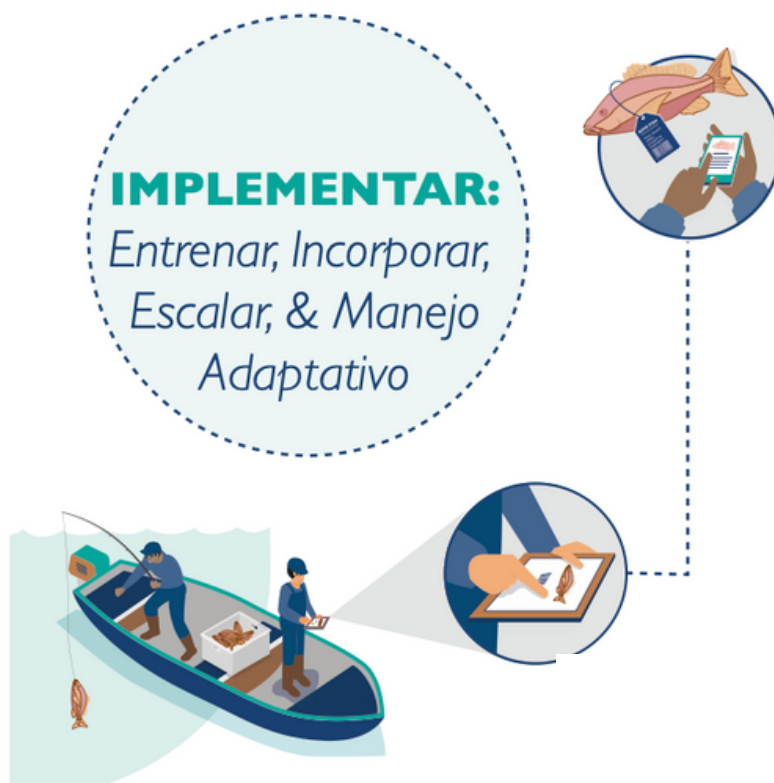 IMPLEMENTAR:
Entrenar, Incorporar,
Escalar, & Manejo
Adaptativo